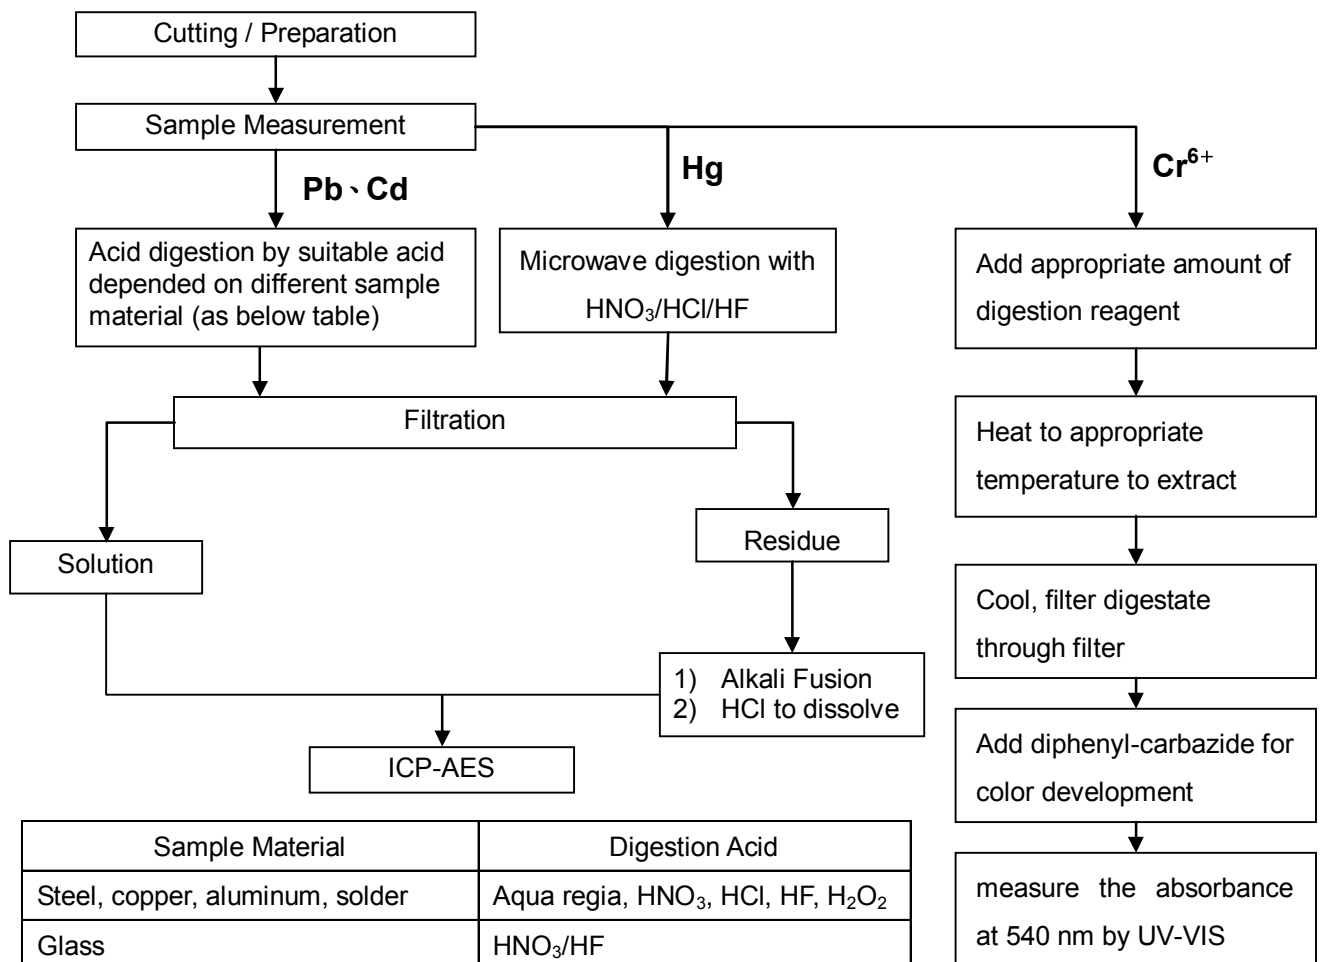 Cutting / Preparation
Sample Measurement
Pb、Cd
Hg
Cr⁶⁺
Acid digestion by suitable acid
depended on different sample
material (as below table)
Microwave digestion with
HNO₃/HCl/HF
Add appropriate amount of
digestion reagent
Filtration
Heat to appropriate
temperature to extract
Solution
Residue
Cool, filter digestate
through filter
1) Alkali Fusion
2) HCl to dissolve
ICP-AES
Add diphenyl-carbazide for
color development
measure the absorbance
at 540 nm by UV-VIS
Sample Material Digestion Acid
Steel, copper, aluminum, solder Aqua regia, HNO₃, HCl, HF, H₂O₂
Glass HNO₃/HF